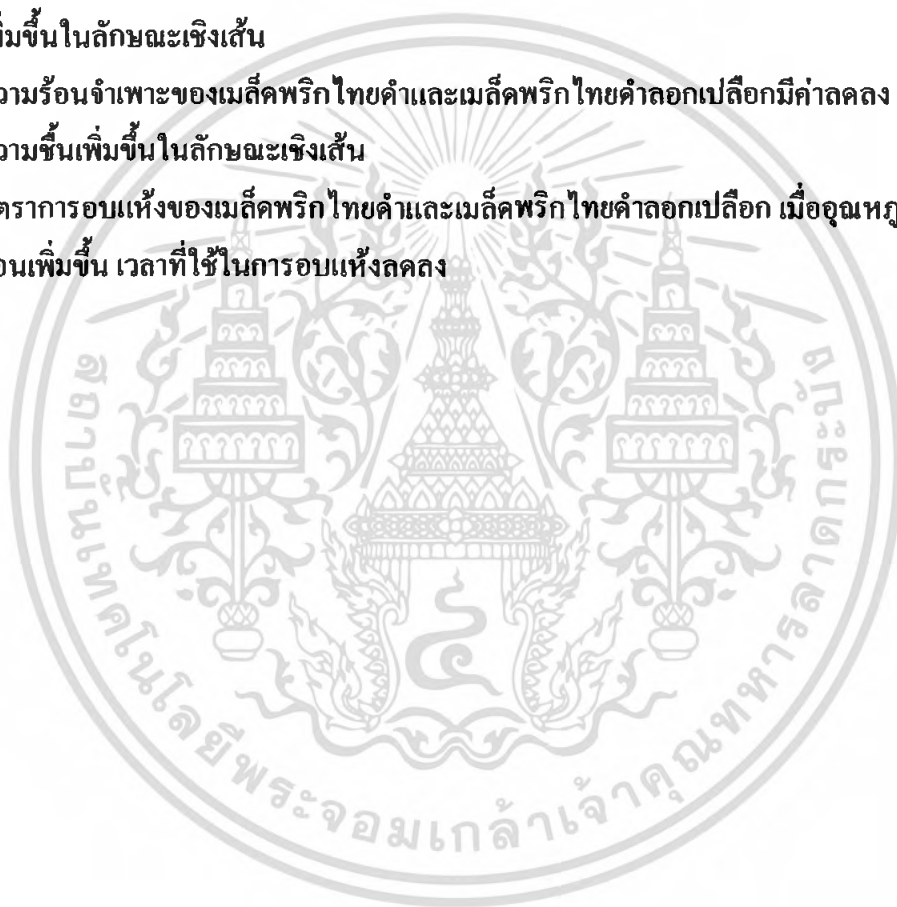 พิ่มขึ้นในลักษณะเชิงเส้น
วามร้อนจำเพาะของเมล็ดพริกไทยดำและเมล็ดพริกไทยดำลอกเปลือกมีค่าลดลง
วามชื้นเพิ่มขึ้นในลักษณะเชิงเส้น
ตราการอบแห้งของเมล็ดพริกไทยดำและเมล็ดพริกไทยดำลอกเปลือก เมื่ออุณหภู
อนเพิ่มขึ้น เวลาที่ใช้ในการอบแห้งลดลง
สถาบันเทคโนโลยีพระจอมเกล้าเจ้าคุณทหารลาดกระบัง